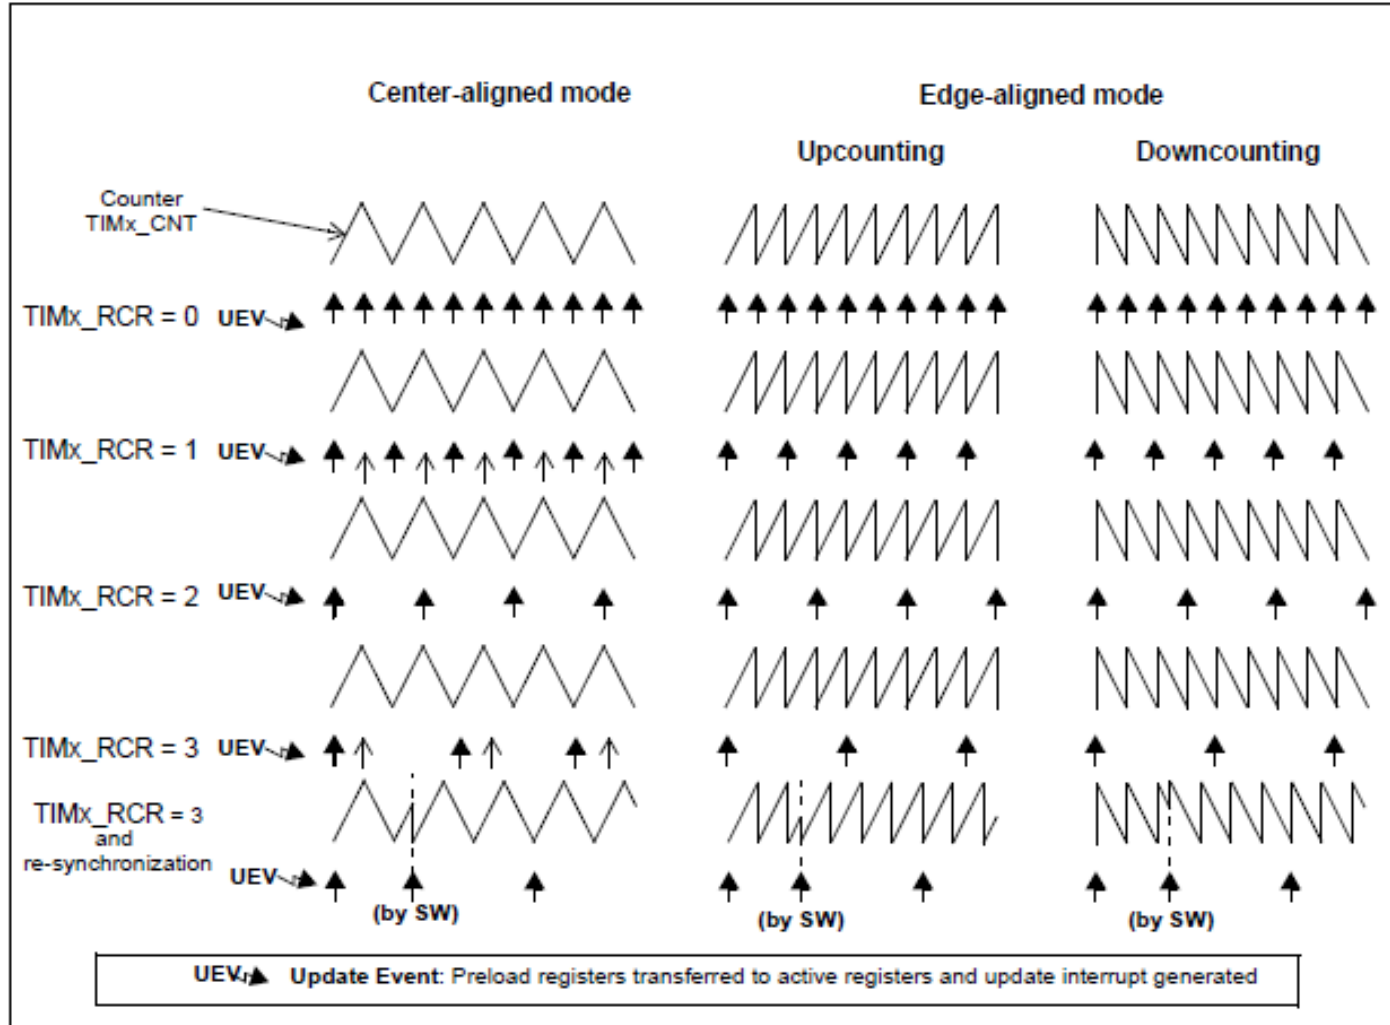 Center-aligned mode
Edge-aligned mode
Upcounting
Downcounting
Counter
TIMx_CNT
TIMx_RCR = 0 UEV
TIMx_RCR = 1 UEV
TIMx_RCR = 2 UEV
TIMx_RCR = 3 UEV
TIMx_RCR = 3
and
re-synchronization
UEV
(by SW)
(by SW)
(by SW)
UEV Update Event: Preload registers transferred to active registers and update interrupt generated